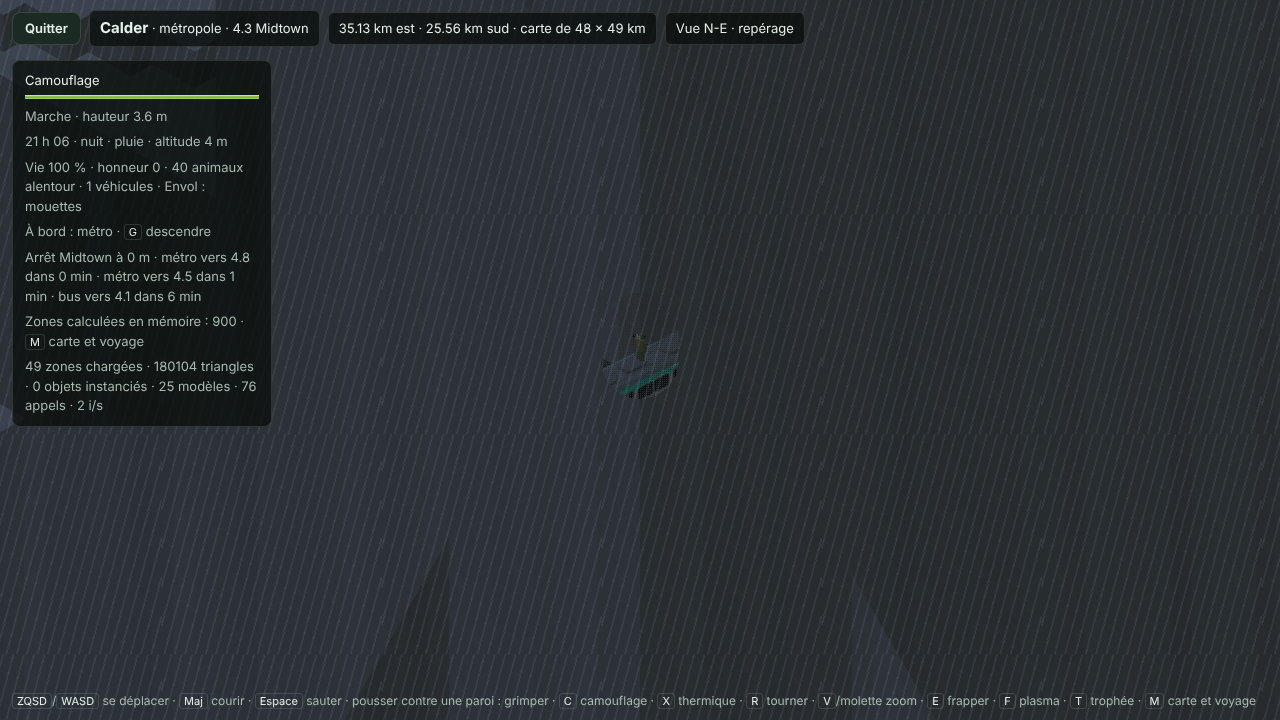 Quitter
Calder · métropole · 4.3 Midtown
35.13 km est · 25.56 km sud · carte de 48 × 49 km
Vue N-E · repérage
Camouflage
Marche · hauteur 3.6 m
21 h 06 · nuit · pluie · altitude 4 m
Vie 100 % · honneur 0 · 40 animaux
alentour · 1 véhicules · Envol :
mouettes
À bord : métro · G descendre
Arrêt Midtown à 0 m · métro vers 4.8
dans 0 min · métro vers 4.5 dans 1
min · bus vers 4.1 dans 6 min
Zones calculées en mémoire : 900 ·
M carte et voyage
49 zones chargées · 180104 triangles
· 0 objets instanciés · 25 modèles · 76
appels · 2 i/s
ZQSD / WASD se déplacer · Maj courir · Espace sauter · pousser contre une paroi : grimper · C camouflage · X thermique · R tourner · V /molette zoom · E frapper · F plasma · T trophée · M carte et voyage